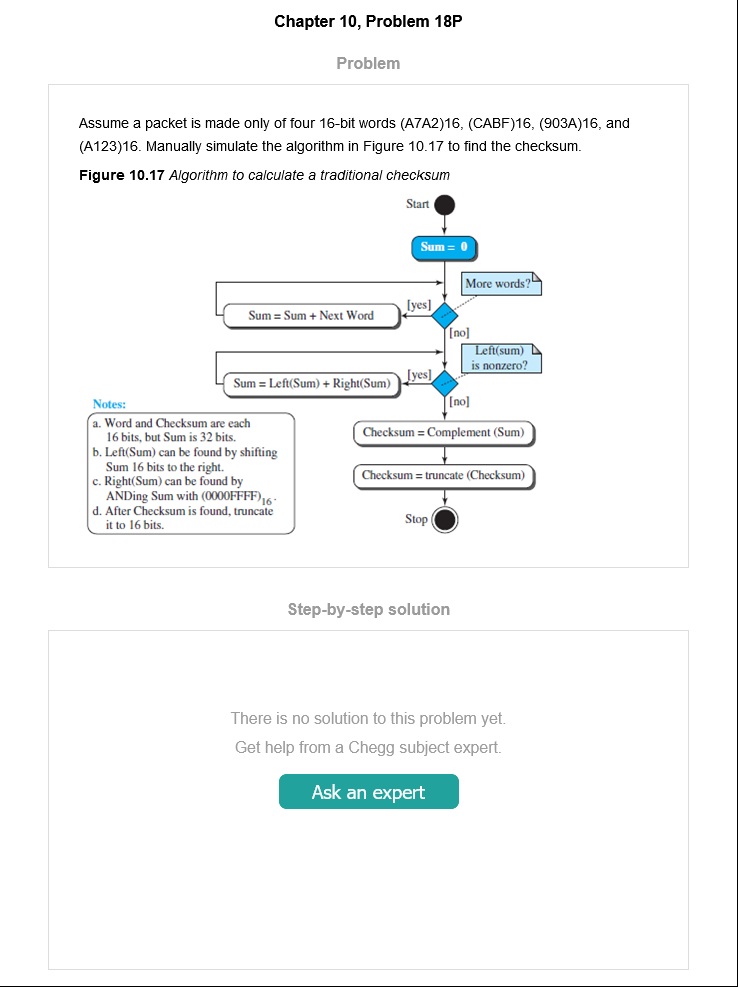 Chapter 10, Problem 18P
Problem
Assume a packet is made only of four 16-bit words (A7A2)16, (CABF)16, (903A)16, and
(A123)16. Manually simulate the algorithm in Figure 10.17 to find the checksum.
Figure 10.17 Algorithm to calculate a traditional checksum
Start
Sum = 0
More words?
[yes]
Sum = Sum + Next Word
[no]
Left(sum)
is nonzero?
[yes]
Sum = Left(Sum) + Right(Sum)
[no]
Notes:
a. Word and Checksum are each
16 bits, but Sum is 32 bits.
b. Left(Sum) can be found by shifting
Sum 16 bits to the right.
c. Right(Sum) can be found by
ANDing Sum with (0000FFFF)16.
d. After Checksum is found, truncate
it to 16 bits.
Checksum = Complement (Sum)
Checksum = truncate (Checksum)
Stop
Step-by-step solution
There is no solution to this problem yet.
Get help from a Chegg subject expert.
Ask an expert